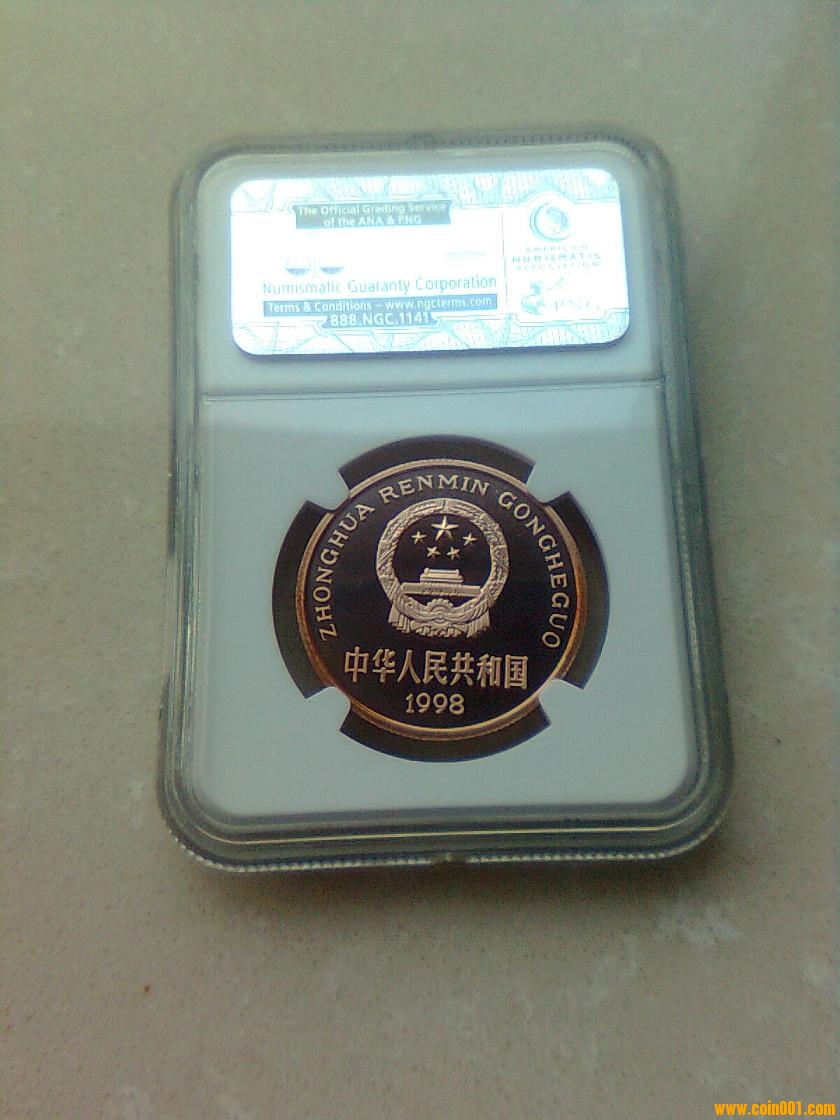 The Official Grading Service
of the ANA & PNG
Numismatic Guaranty Corporation
Terms & Conditions – www.ngcterms.com
888.NGC.1141
AMERICAN
NUMISMATIC
ASSOCIATION
PNG
ZHONGHUA RENMIN GONGHEGUO
中华人民共和国
1998
www.coin001.com